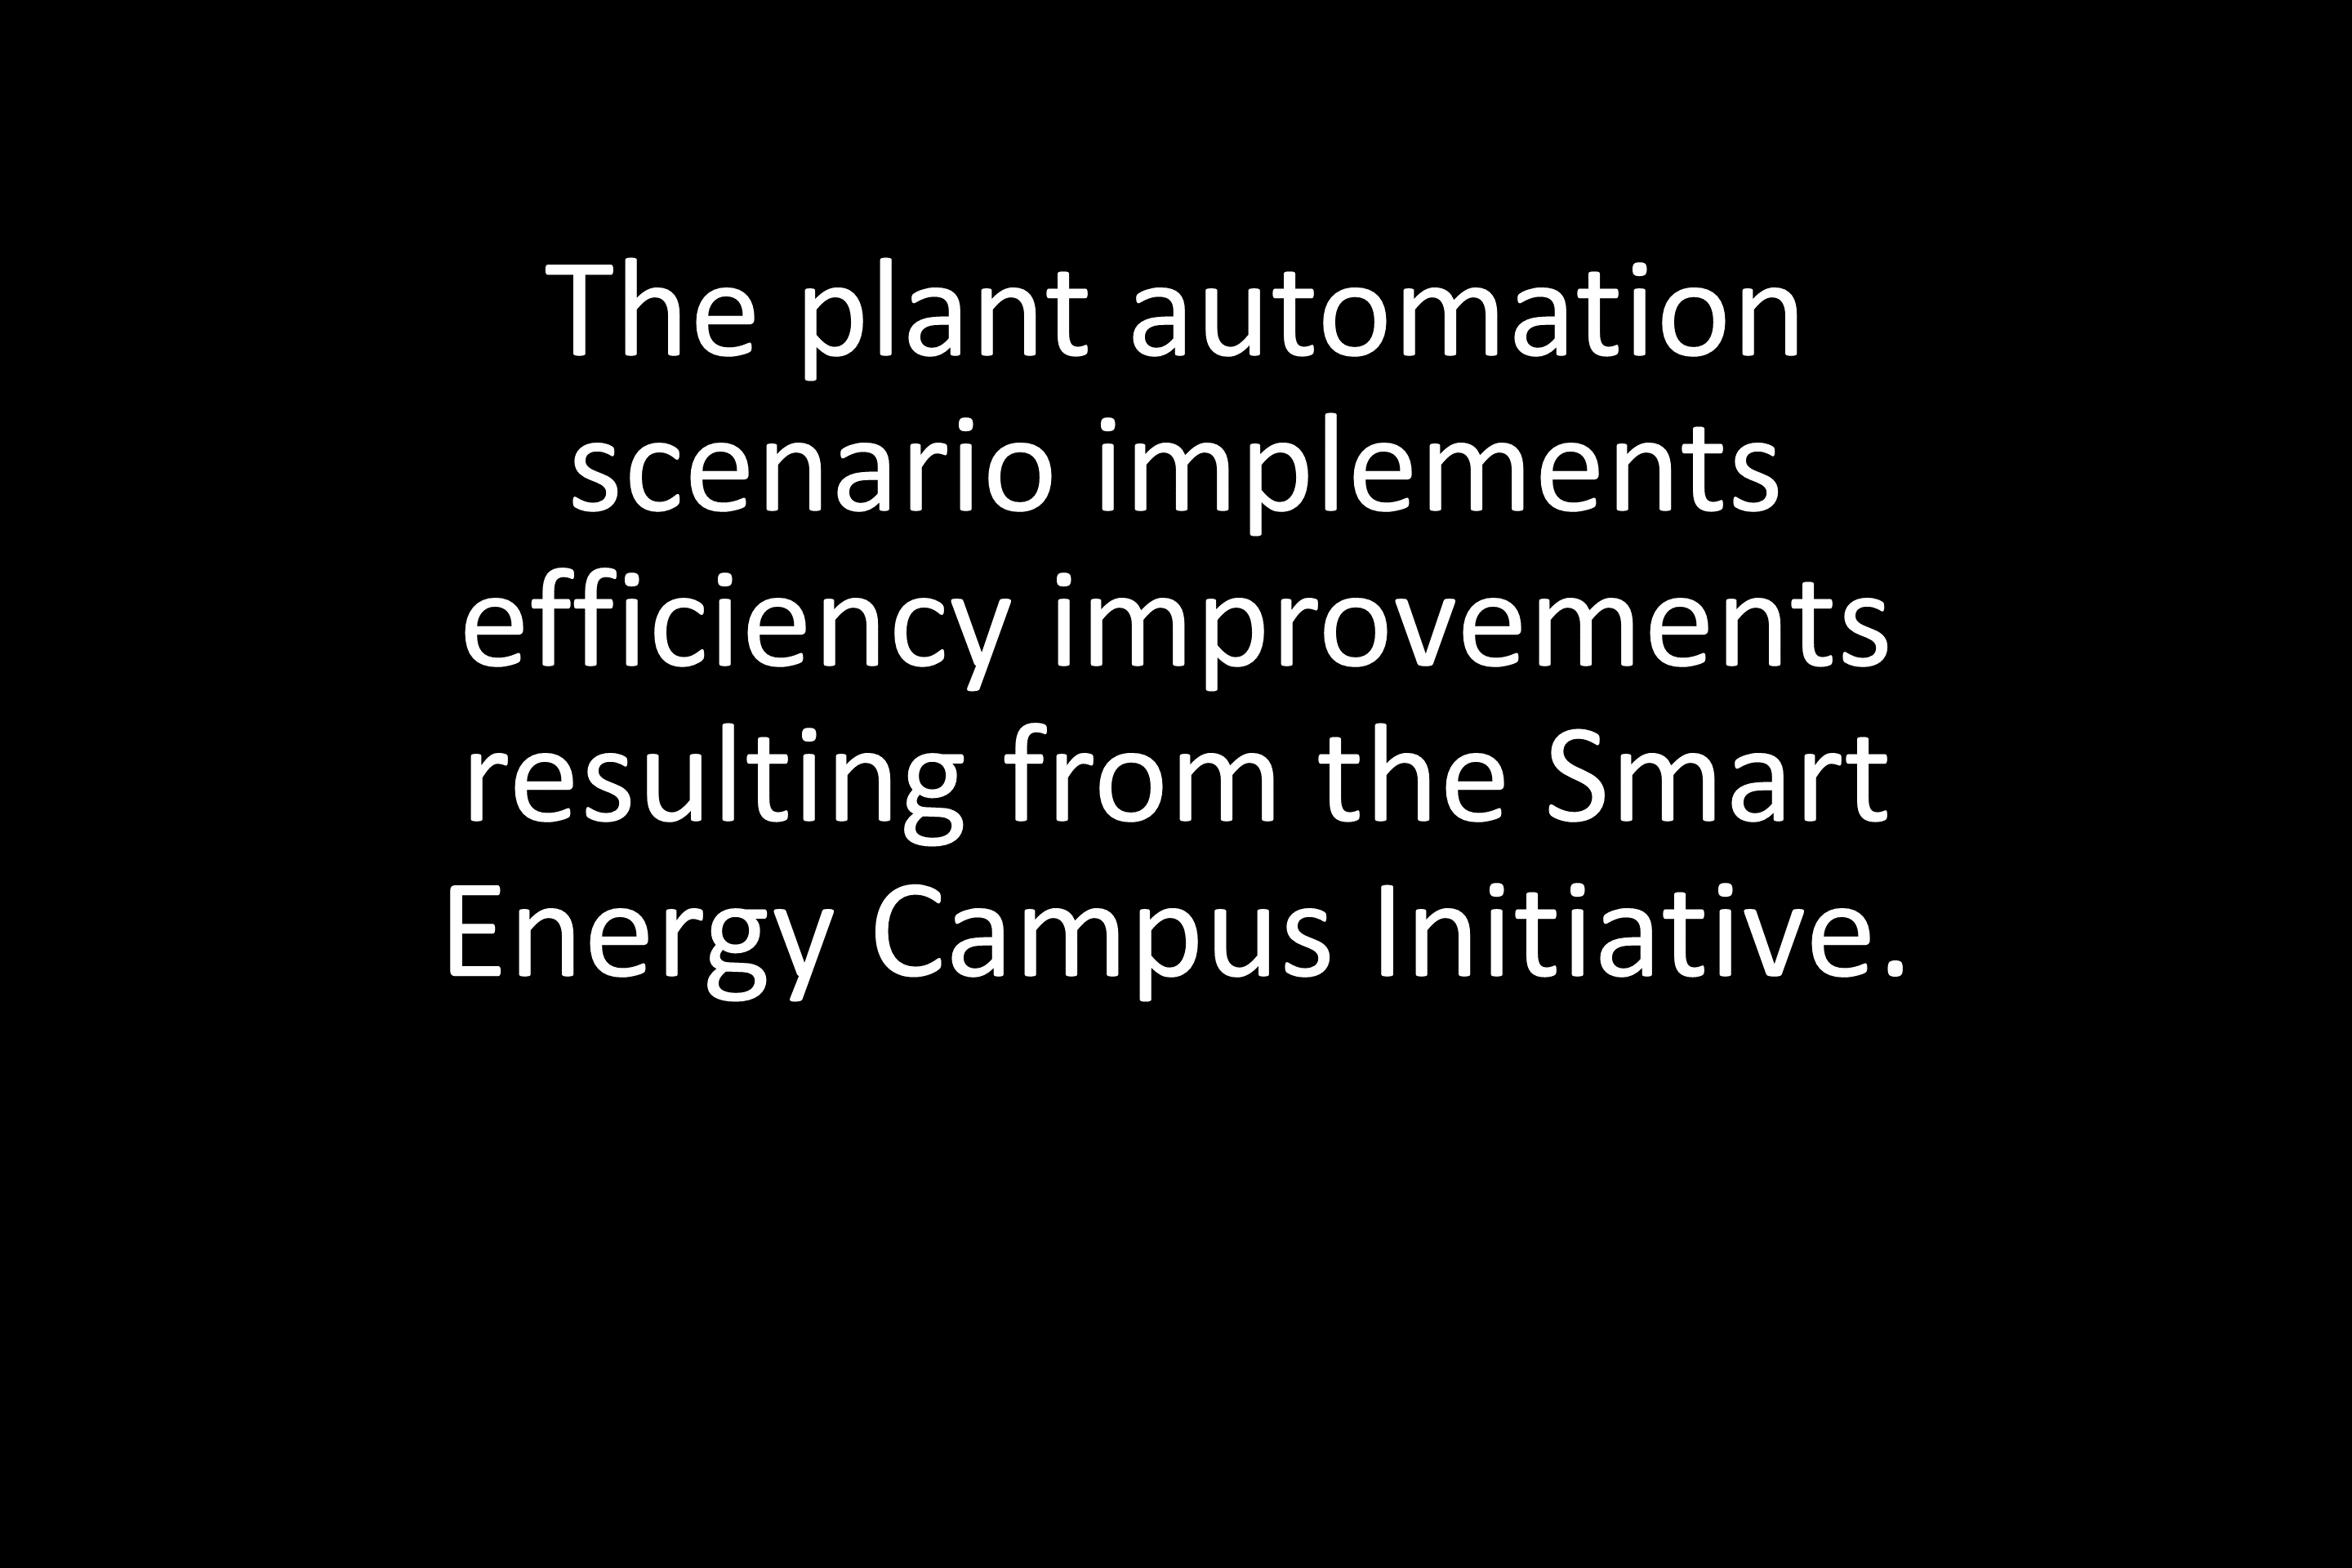 The plant automation
scenario implements
efficiency improvements
resulting from the Smart
Energy Campus Initiative.